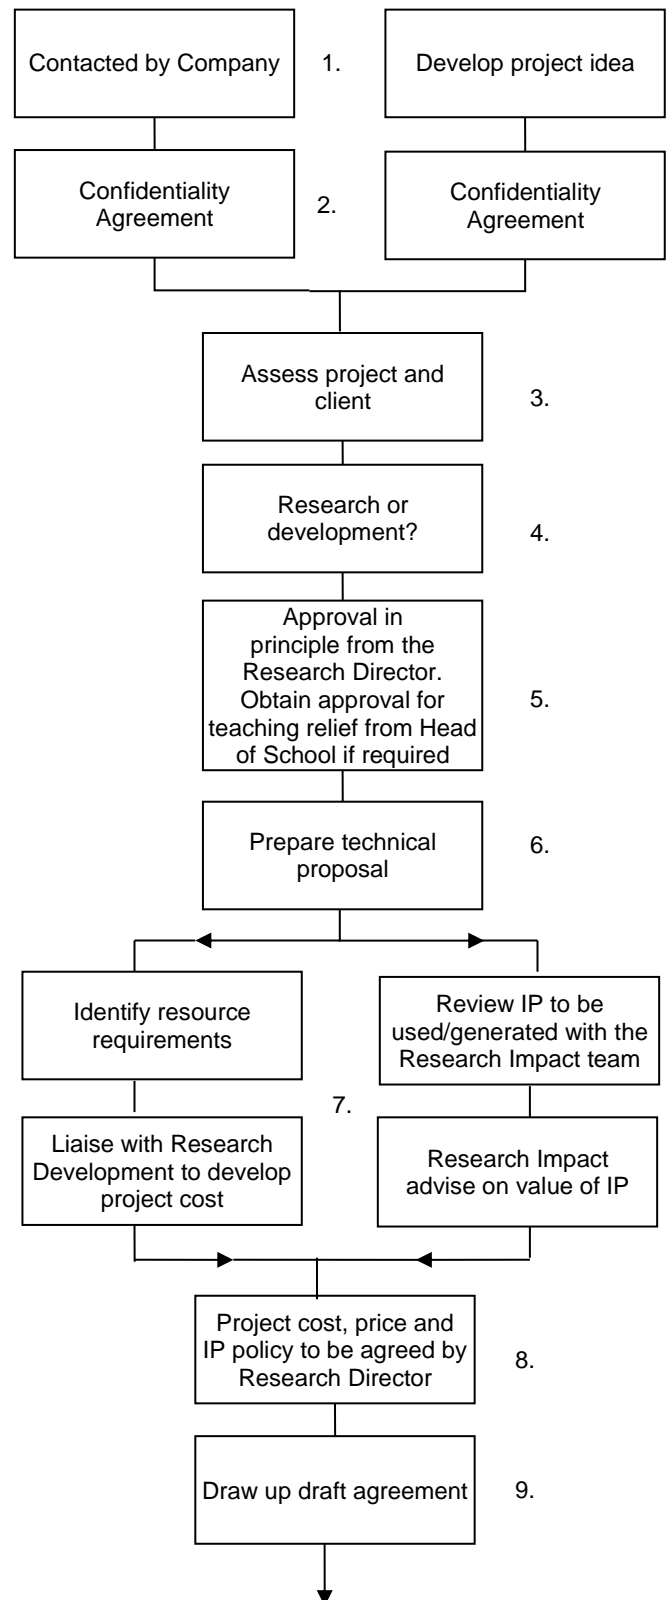 Contacted by Company
1.
Develop project idea
Confidentiality
Agreement
2.
Confidentiality
Agreement
Assess project and
client
3.
Research or
development?
4.
Approval in
principle from the
Research Director.
Obtain approval for
teaching relief from Head
of School if required
5.
Prepare technical
proposal
6.
Identify resource
requirements
Review IP to be
used/generated with the
Research Impact team
7.
Liaise with Research
Development to develop
project cost
Research Impact
advise on value of IP
Project cost, price and
IP policy to be agreed by
Research Director
8.
Draw up draft agreement
9.